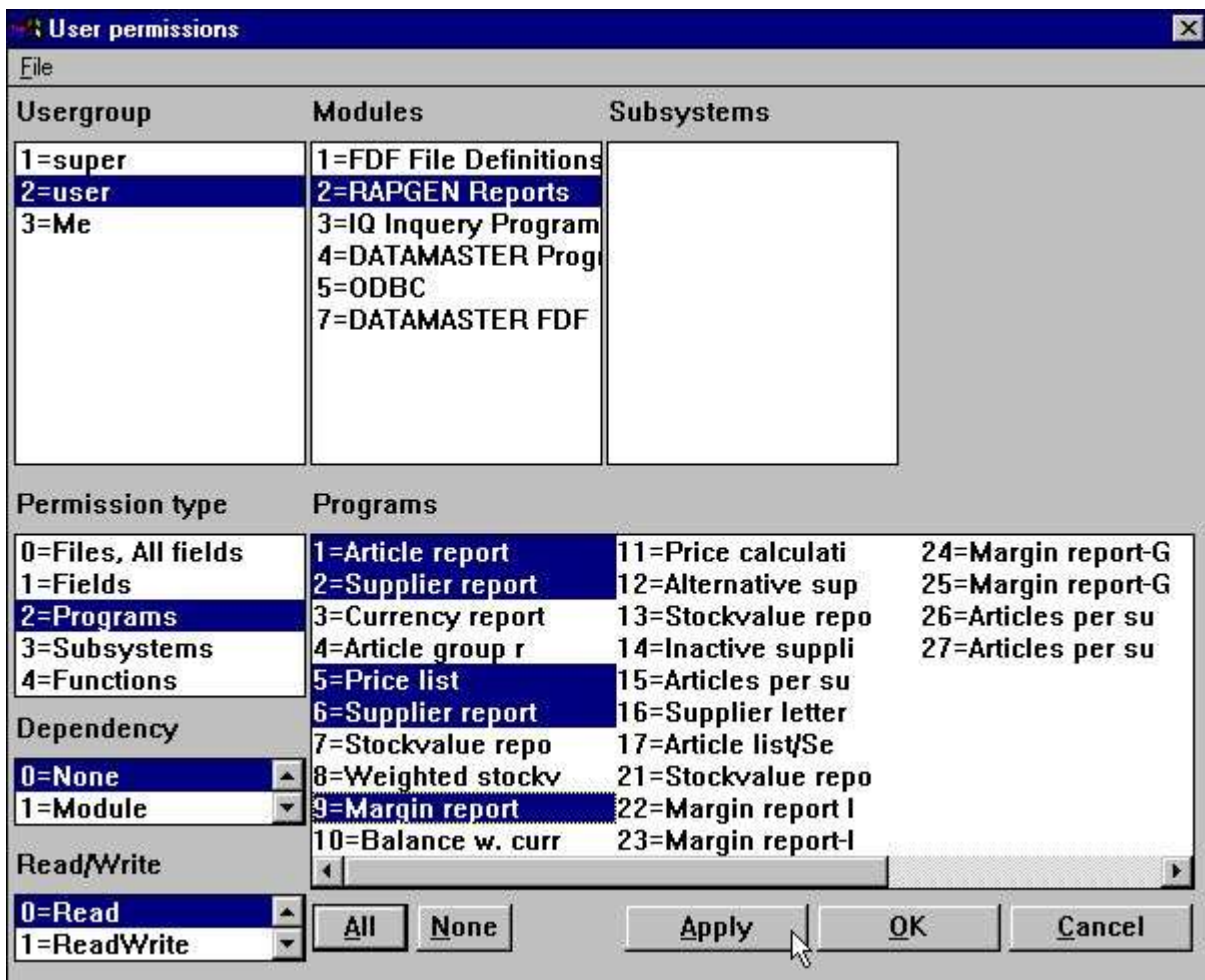 User permissions
File
Usergroup
1=super
2=user
3=Me
Modules
1=FDF File Definitions
2=RAPGEN Reports
3=IQ Inquery Program
4=DATAMASTER Progr
5=ODBC
7=DATAMASTER FDF
Subsystems
Permission type
0=Files, All fields
1=Fields
2=Programs
3=Subsystems
4=Functions
Dependency
0=None
1=Module
Read/Write
0=Read
1=ReadWrite
Programs
1=Article report
2=Supplier report
3=Currency report
4=Article group r
5=Price list
6=Supplier report
7=Stockvalue repo
8=Weighted stockv
9=Margin report
10=Balance w. curr
11=Price calculati
12=Alternative sup
13=Stockvalue repo
14=Inactive suppli
15=Articles per su
16=Supplier letter
17=Article list/Se
21=Stockvalue repo
22=Margin report I
23=Margin report-I
24=Margin report-G
25=Margin report-G
26=Articles per su
27=Articles per su
All
None
Apply
OK
Cancel